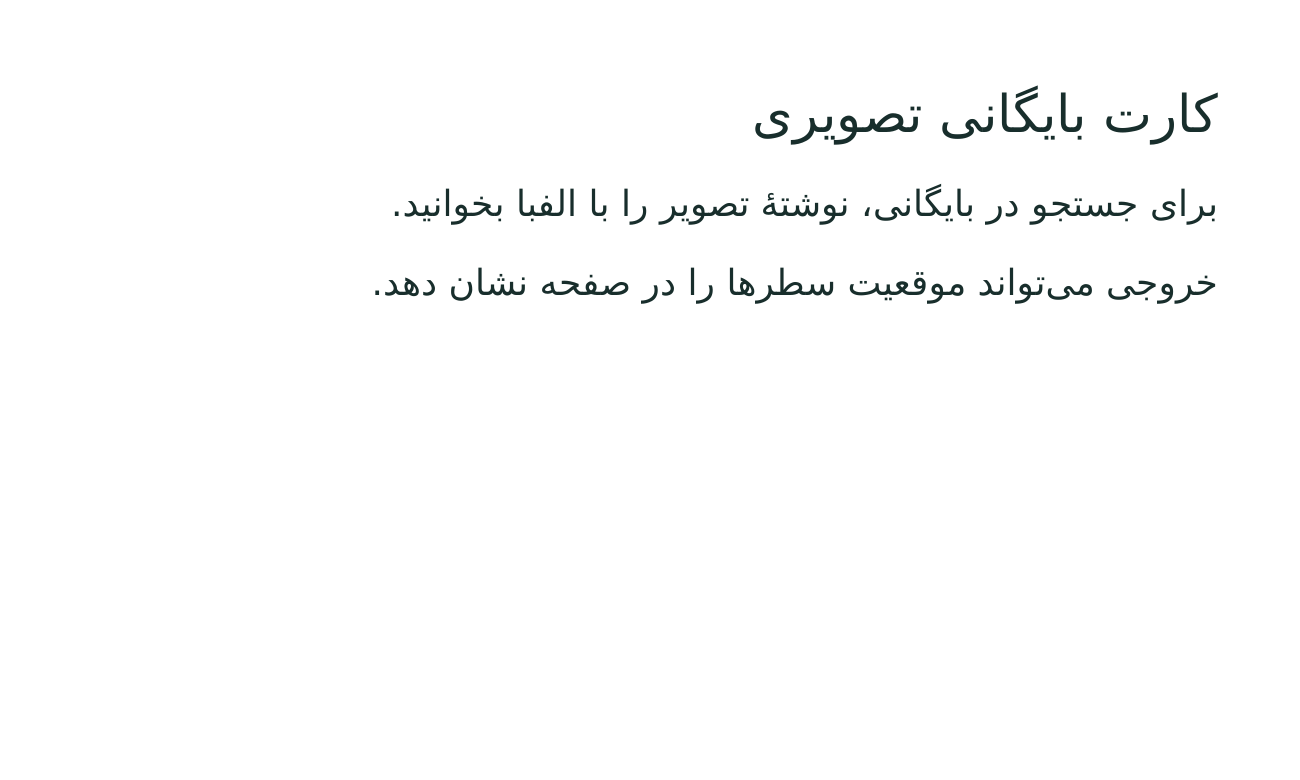 کارت بایگانی تصویری
برای جستجو در بایگانی، نوشتهٔ تصویر را با الفبا بخوانید.
خروجی می‌تواند موقعیت سطرها را در صفحه نشان دهد.